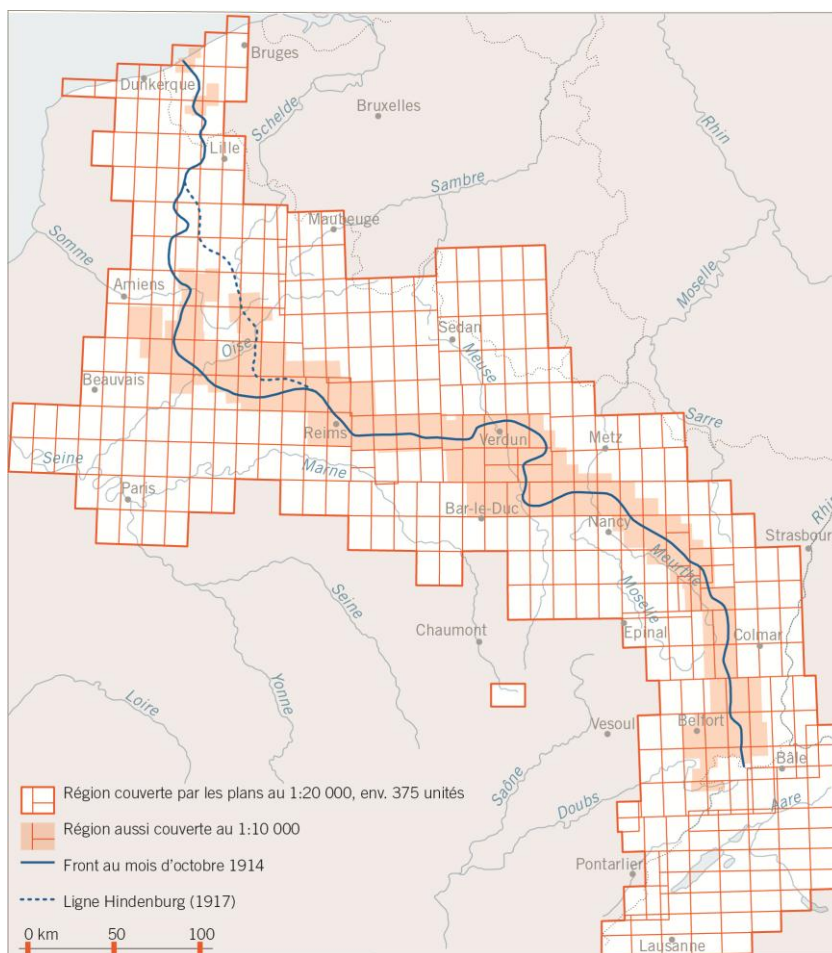 Bruges
Dunkerque
Bruxelles
Schelde
Rhin
Lille
Sambre
Maubeuge
Somme
Moselle
Amiens
Sedan
Oise
Meuse
Beauvais
Sarre
Reims
Verdun
Metz
Seine
Marne
Paris
Bar-le-Duc
Nancy
Rhin
Strasbourg
Meurthe
Moselle
Seine
Chaumont
Epinal
Colmar
Yonne
Loire
Vesoul
Belfort
Saône
Bâle
Doubs
Aare
Région couverte par les plans au 1:20 000, env. 375 unités
Région aussi couverte au 1:10 000
Front au mois d'octobre 1914
Pontarlier
Ligne Hindenburg (1917)
0 km 50 100
Lausanne